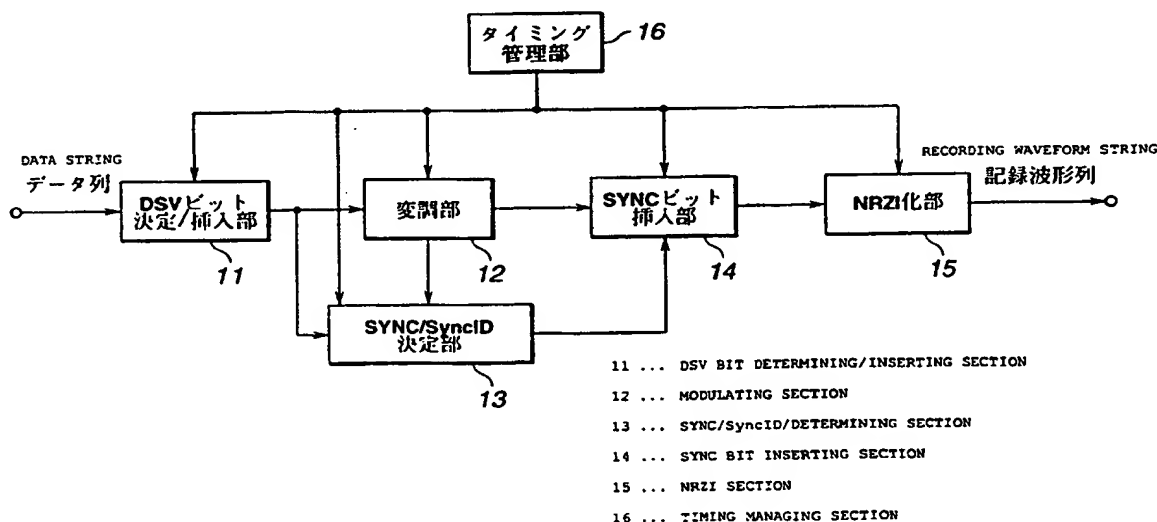 タイミング
管理部
16
DATA STRING
データ列
RECORDING WAVEFORM STRING
記録波形列
DSVビット
決定/挿入部
11
変調部
12
SYNCビット
挿入部
14
NRZI化部
15
SYNC/SyncID
決定部
13
11 ... DSV BIT DETERMINING/INSERTING SECTION
12 ... MODULATING SECTION
13 ... SYNC/SyncID/DETERMINING SECTION
14 ... SYNC BIT INSERTING SECTION
15 ... NRZI SECTION
16 ... TIMING MANAGING SECTION